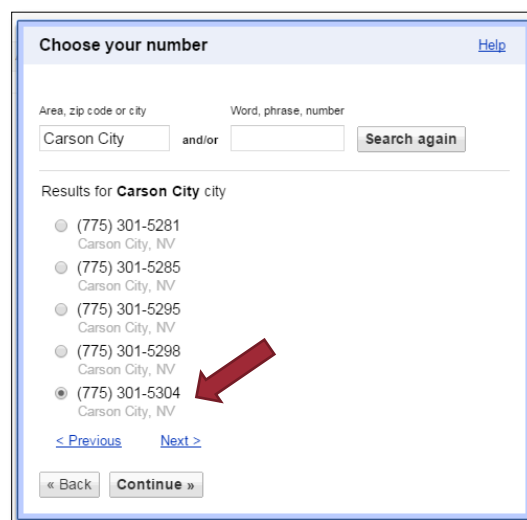 Choose your number Help
Area, zip code or city Word, phrase, number
Carson City and/or Search again
Results for Carson City city
(775) 301-5281
Carson City, NV
(775) 301-5285
Carson City, NV
(775) 301-5295
Carson City, NV
(775) 301-5298
Carson City, NV
(775) 301-5304
Carson City, NV
< Previous Next >
« Back Continue »